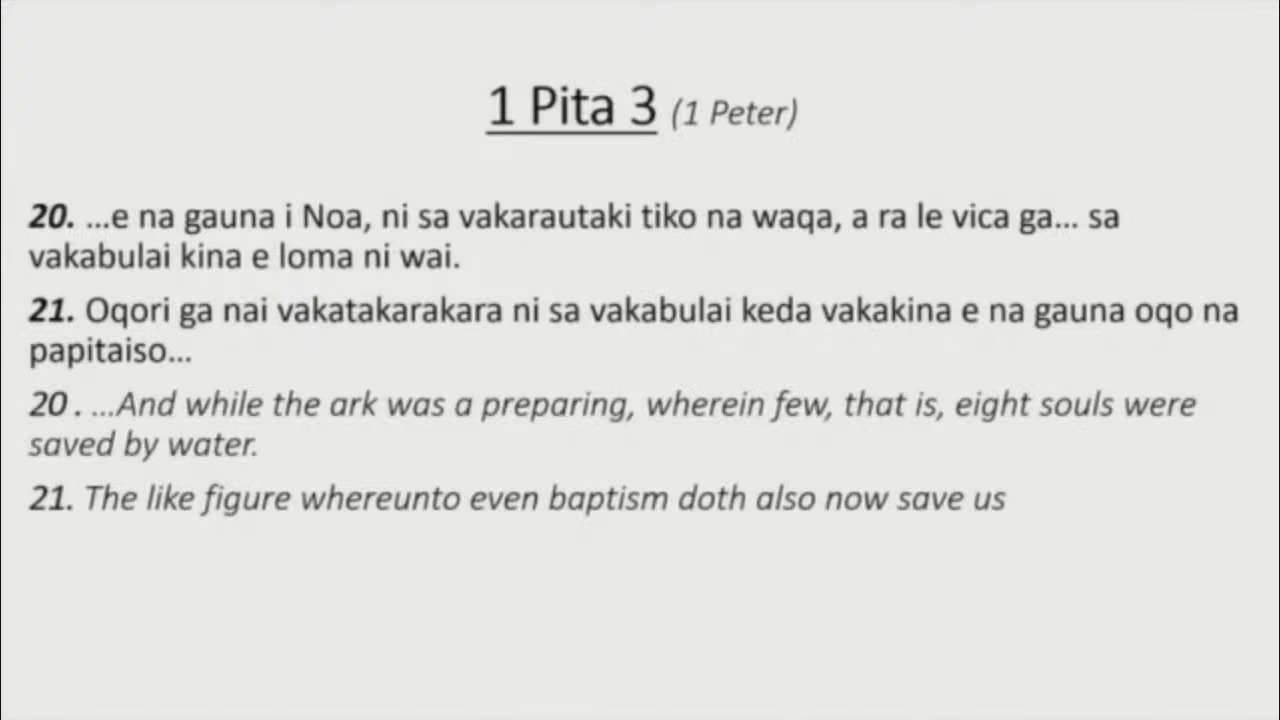 1 Pita 3 (1 Peter)
20. ...e na gauna i Noa, ni sa vakarautaki tiko na waqa, a ra le vica ga... sa
vakabulai kina e loma ni wai.
21. Oqori ga nai vakatakarakara ni sa vakabulai keda vakakina e na gauna oqo na
papitaiso...
20 . ...And while the ark was a preparing, wherein few, that is, eight souls were
saved by water.
21. The like figure whereunto even baptism doth also now save us